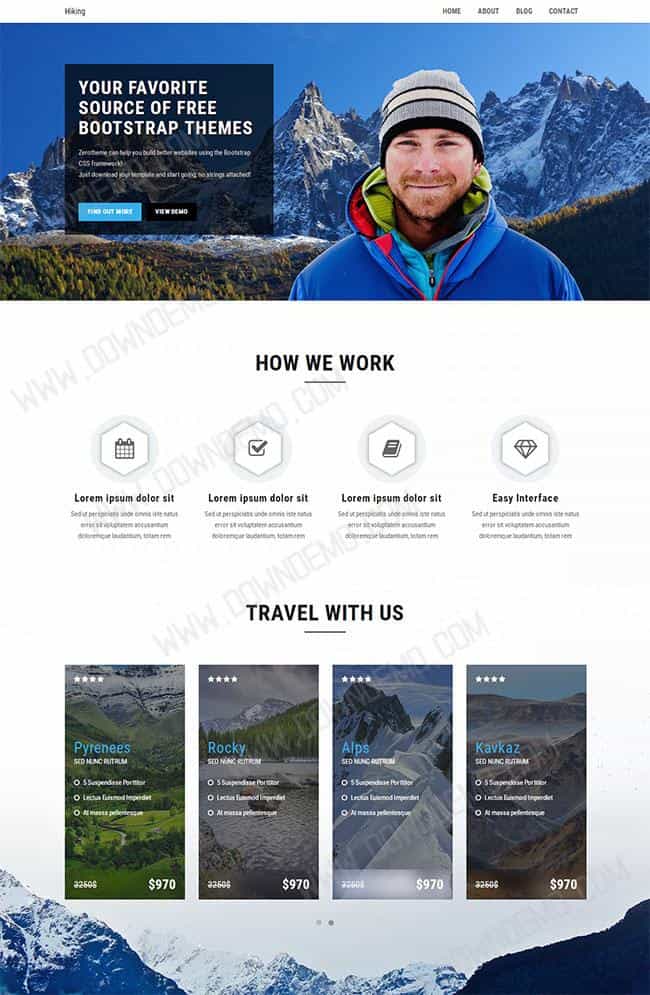 Hiking
HOME ABOUT BLOG CONTACT
YOUR FAVORITE
SOURCE OF FREE
BOOTSTRAP THEMES
Zerotheme can help you build better websites using the Bootstrap
CSS framework!
Just download your template and start going, no strings attached!
FIND OUT MORE VIEW DEMO
HOW WE WORK
Lorem ipsum dolor sit
Sed ut perspiciatis unde omnis iste natus
error sit voluptatem accusantium
doloremque laudantium, totam rem
Lorem ipsum dolor sit
Sed ut perspiciatis unde omnis iste natus
error sit voluptatem accusantium
doloremque laudantium, totam rem
Lorem ipsum dolor sit
Sed ut perspiciatis unde omnis iste natus
error sit voluptatem accusantium
doloremque laudantium, totam rem
Easy Interface
Sed ut perspiciatis unde omnis iste natus
error sit voluptatem accusantium
doloremque laudantium, totam rem
TRAVEL WITH US
Pyrenees
SED NUNC RUTRUM
5 Suspendisse Porttitor
Lectus Euismod Imperdiet
At massa pellentesque
3250$ $970
Rocky
SED NUNC RUTRUM
5 Suspendisse Porttitor
Lectus Euismod Imperdiet
At massa pellentesque
3250$ $970
Alps
SED NUNC RUTRUM
5 Suspendisse Porttitor
Lectus Euismod Imperdiet
At massa pellentesque
3250$ $970
Kavkaz
SED NUNC RUTRUM
5 Suspendisse Porttitor
Lectus Euismod Imperdiet
At massa pellentesque
3250$ $970
WWW.DOWNDEMO.COM
WWW.DOWNDEMO.COM
WWW.DOWNDEMO.COM
WWW.DOWNDEMO.COM